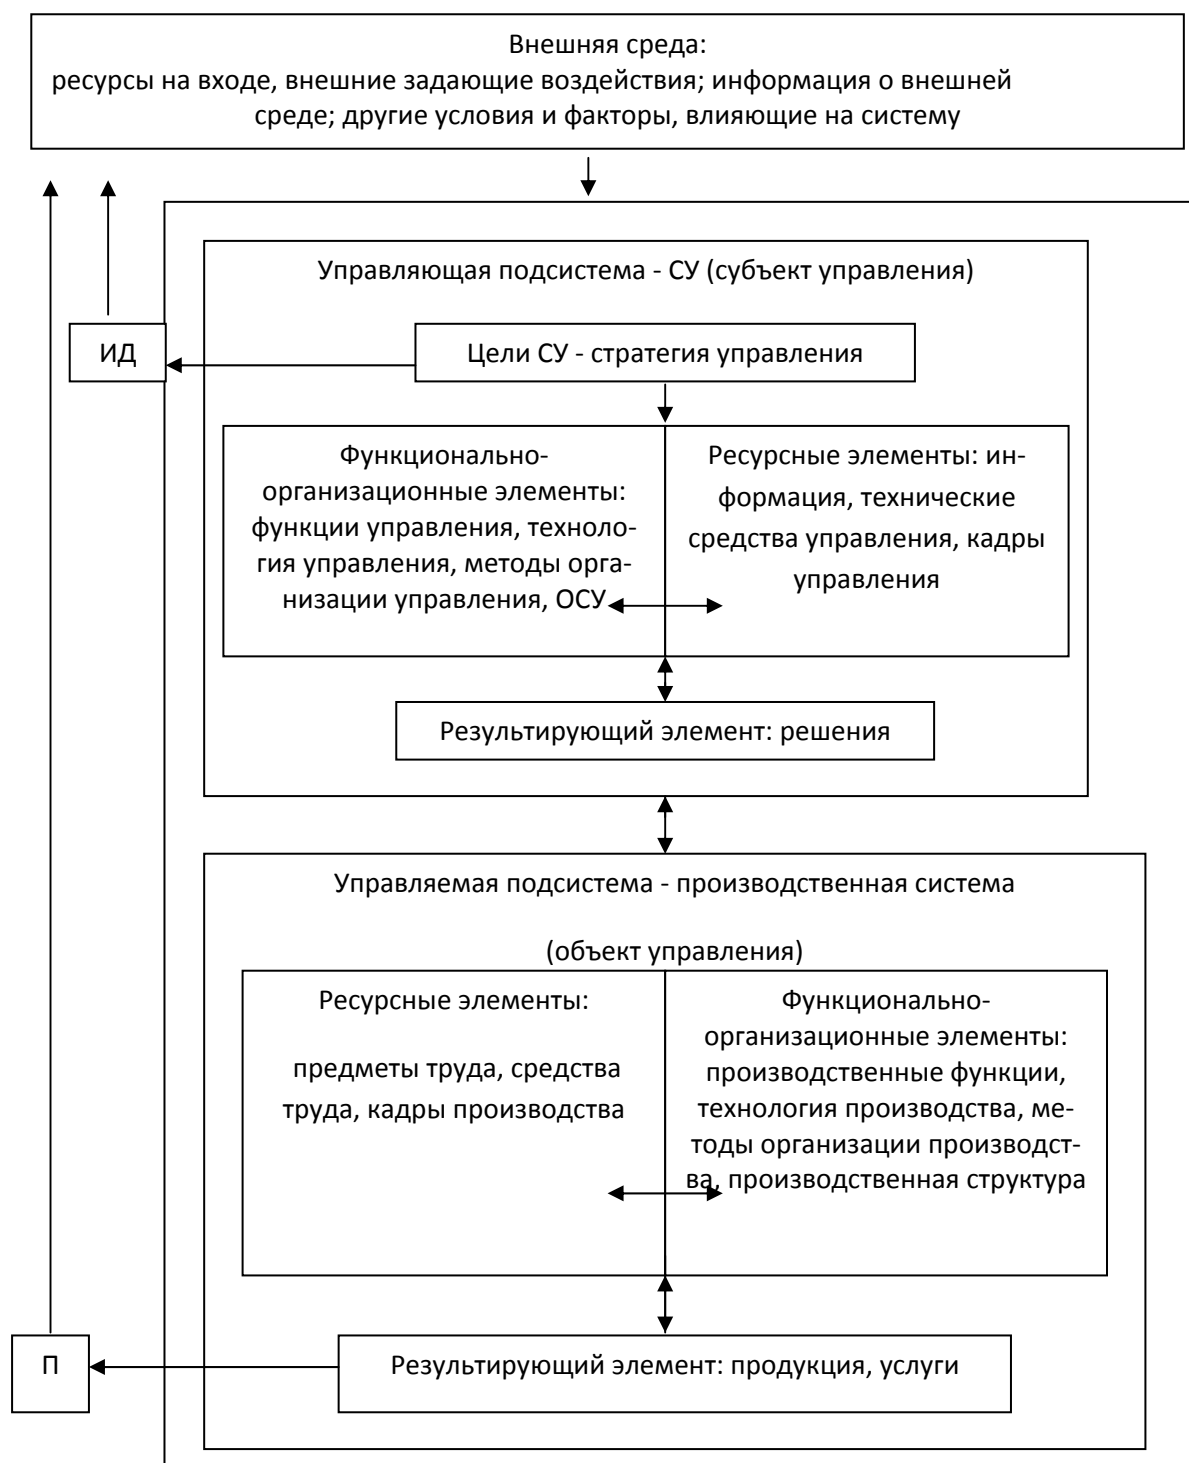 Внешняя среда:
ресурсы на входе, внешние задающие воздействия; информация о внешней
среде; другие условия и факторы, влияющие на систему
Управляющая подсистема - СУ (субъект управления)
ИД
Цели СУ - стратегия управления
Функционально-
организационные элементы:
функции управления, техноло-
гия управления, методы орга-
низации управления, ОСУ
Ресурсные элементы: ин-
формация, технические
средства управления, кадры
управления
Результирующий элемент: решения
Управляемая подсистема - производственная система
(объект управления)
Ресурсные элементы:
предметы труда, средства
труда, кадры производства
Функционально-
организационные элементы:
производственные функции,
технология производства, ме-
тоды организации производст-
ва, производственная структура
П
Результирующий элемент: продукция, услуги